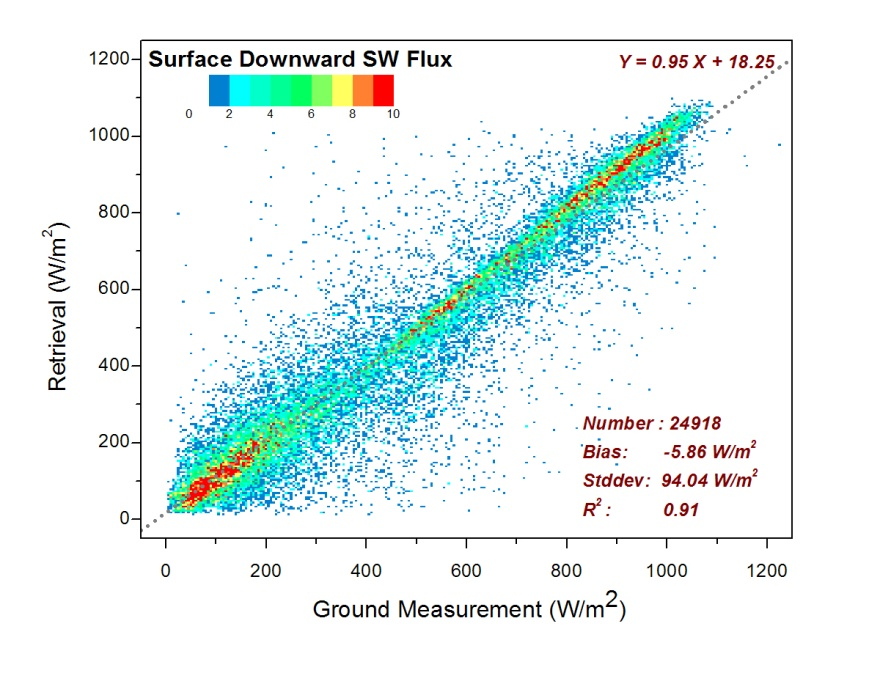 Surface Downward SW Flux
Y = 0.95 X + 18.25
0 2 4 6 8 10
1200
1000
800
600
400
200
0
Retrieval (W/m²)
Number : 24918
Bias: -5.86 W/m²
Stddev: 94.04 W/m²
R² : 0.91
0 200 400 600 800 1000 1200
Ground Measurement (W/m²)